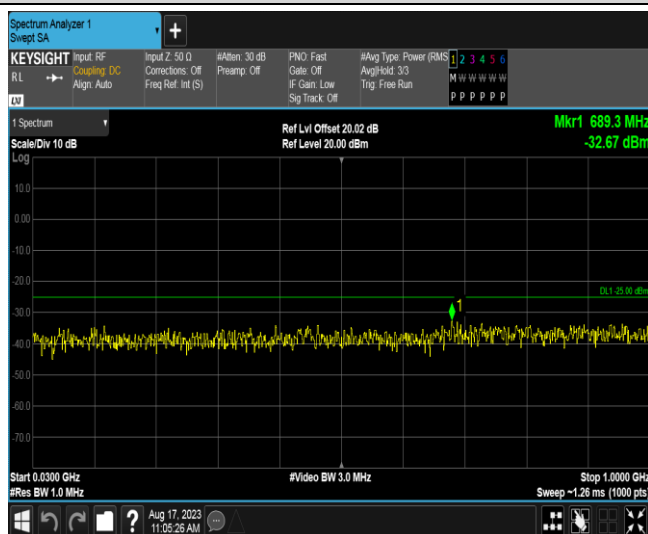 Spectrum Analyzer 1
Swept SA
KEYSIGHT
RL
LXI
Input: RF
Coupling: DC
Align: Auto
Input Z: 50 Ω
Corrections: Off
Freq Ref: Int (S)
#Atten: 30 dB
Preamp: Off
PNO: Fast
Gate: Off
IF Gain: Low
Sig Track: Off
#Avg Type: Power (RMS
Avg|Hold: 3/3
Trig: Free Run
1 2 3 4 5 6
M W W W W W
P P P P P P
1 Spectrum
Scale/Div 10 dB
Log
Ref Lvl Offset 20.02 dB
Ref Level 20.00 dBm
Mkr1 689.3 MHz
-32.67 dBm
10.0
0.00
-10.0
-20.0
DL1 -25.00 dBm
1
-30.0
-40.0
-50.0
-60.0
-70.0
Start 0.0300 GHz
#Video BW 3.0 MHz
Stop 1.0000 GHz
#Res BW 1.0 MHz
Sweep ~1.26 ms (1000 pts)
?
Aug 17, 2023
11:05:26 AM